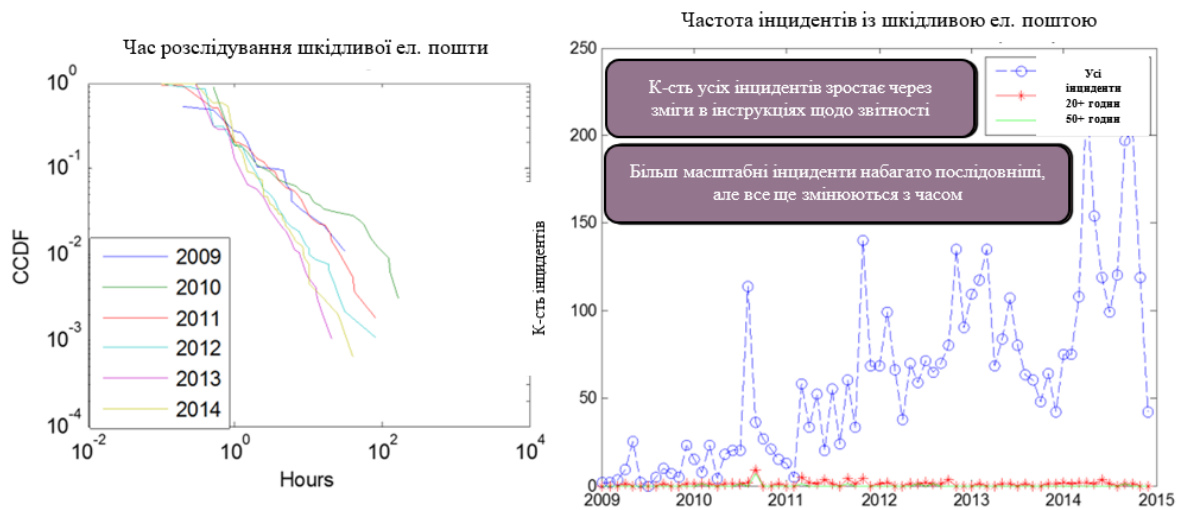 Час розслідування шкідливої ел. пошти
10^0
10^-1
10^-2
10^-3
10^-4
CCDF
2009
2010
2011
2012
2013
2014
10^-2
10^0
10^2
10^4
Hours
Частота інцидентів із шкідливою ел. поштою
250
200
150
100
50
0
К-сть інцидентів
К-сть усіх інцидентів зростає через
зміги в інструкціях щодо звітності
Більш масштабні інциденти набагато послідовніші,
але все ще змінюються з часом
Усі
інциденти
20+ годин
50+ годин
2009
2010
2011
2012
2013
2014
2015